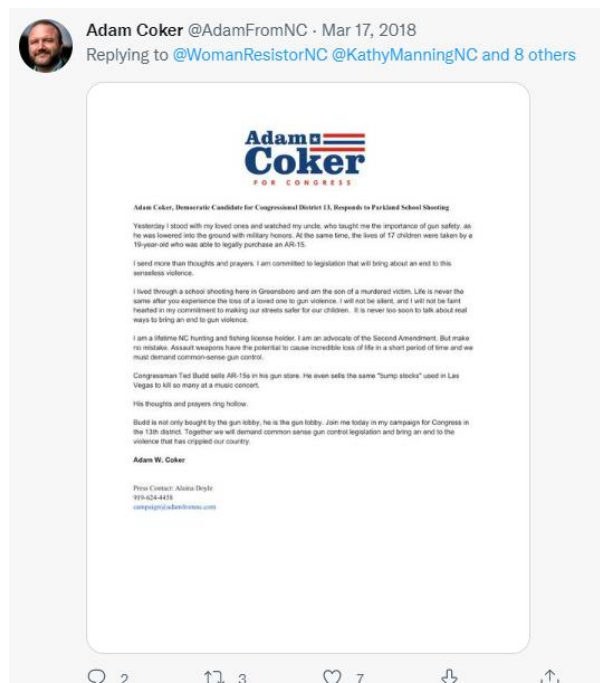 Adam Coker @AdamFromNC · Mar 17, 2018
Replying to @WomanResistorNC @KathyManningNC and 8 others
Adam
Coker
FOR CONGRESS
Adam Coker, Democratic Candidate for Congressional District 13, Responds to Parkland School Shooting
Yesterday I stood with my loved ones and watched my uncle, who taught me the importance of gun safety, as
he was lowered into the ground with military honors. At the same time, the lives of 17 children were taken by a
19-year-old who was able to legally purchase an AR-15.
I send more than thoughts and prayers. I am committed to legislation that will bring about an end to this
senseless violence.
I lived through a school shooting here in Greensboro and am the son of a murdered victim. Life is never the
same after you experience the loss of a loved one to gun violence. I will not be silent, and I will not be faint
hearted in my commitment to making our streets safer for our children. It is never too soon to talk about real
ways to bring an end to gun violence.
I am a lifetime NC hunting and fishing license holder. I am an advocate of the Second Amendment. But make
no mistake. Assault weapons have the potential to cause incredible loss of life in a short period of time and we
must demand common-sense gun control.
Congressman Ted Budd sells AR-15s in his gun store. He even sells the same "bump stocks" used in Las
Vegas to kill so many at a music concert.
His thoughts and prayers ring hollow.
Budd is not only bought by the gun lobby, he is the gun lobby. Join me today in my campaign for Congress in
the 13th district. Together we will demand common sense gun control legislation and bring an end to the
violence that has crippled our country.
Adam W. Coker
Press Contact: Alaina Doyle
919-624-4458
campaign@adamfromnc.com
2 3 7